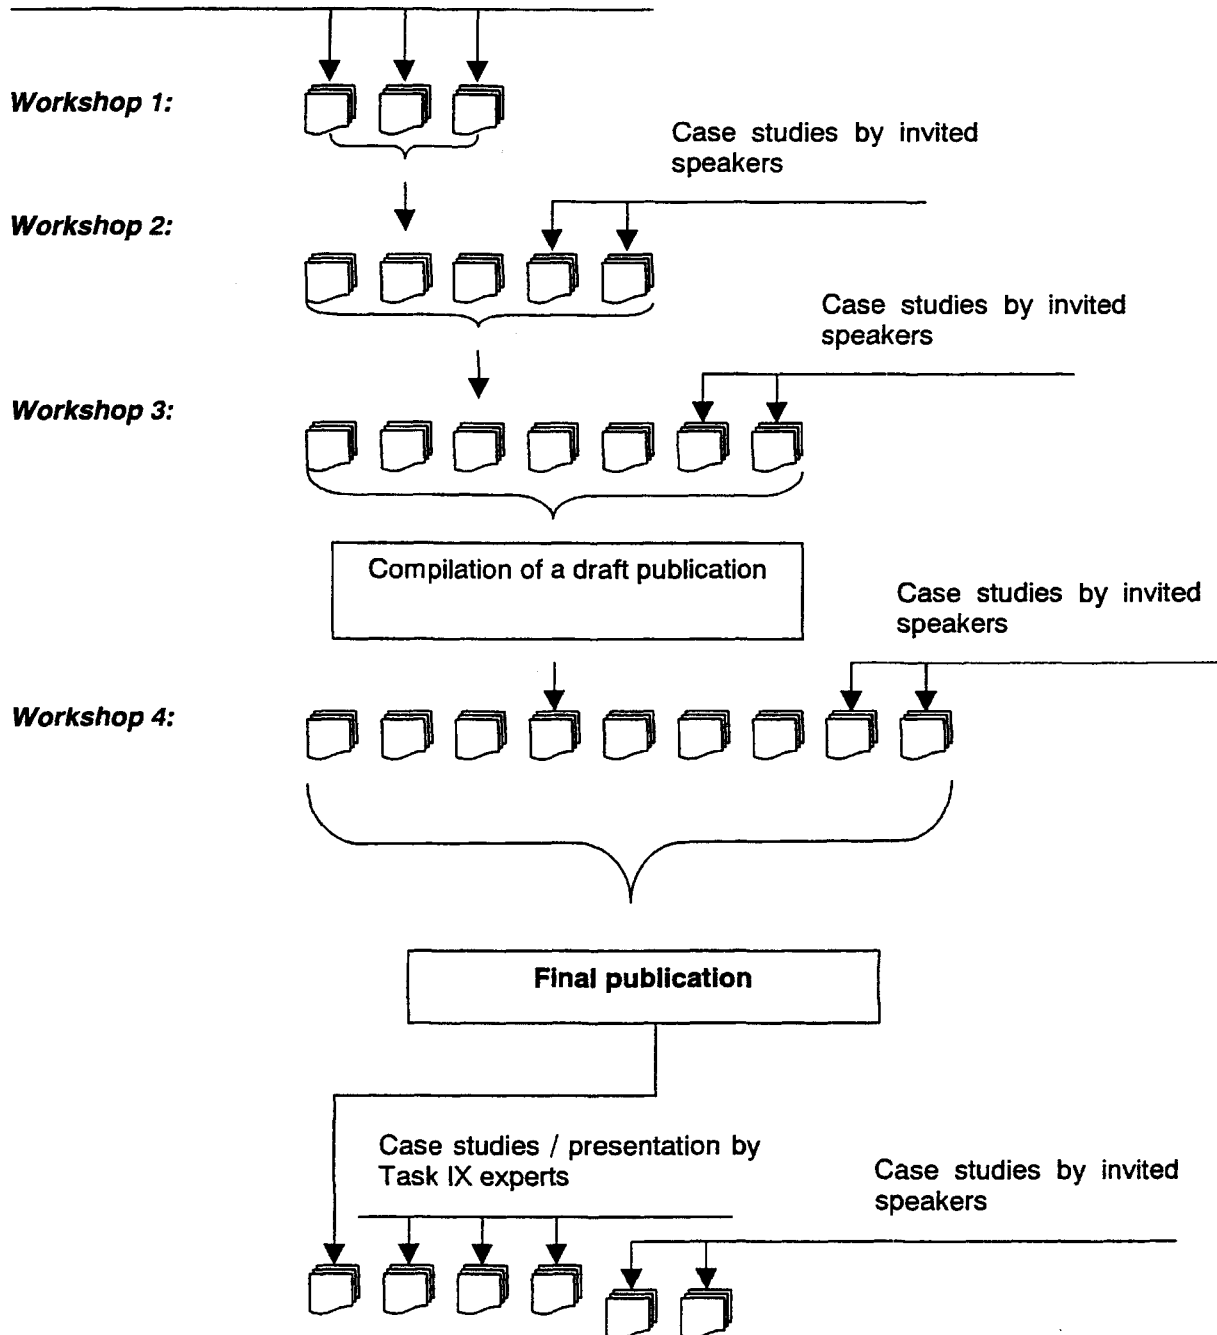 Workshop 1:
Case studies by invited
speakers
Workshop 2:
Case studies by invited
speakers
Workshop 3:
Compilation of a draft publication
Case studies by invited
speakers
Workshop 4:
Final publication
Case studies / presentation by
Task IX experts
Case studies by invited
speakers